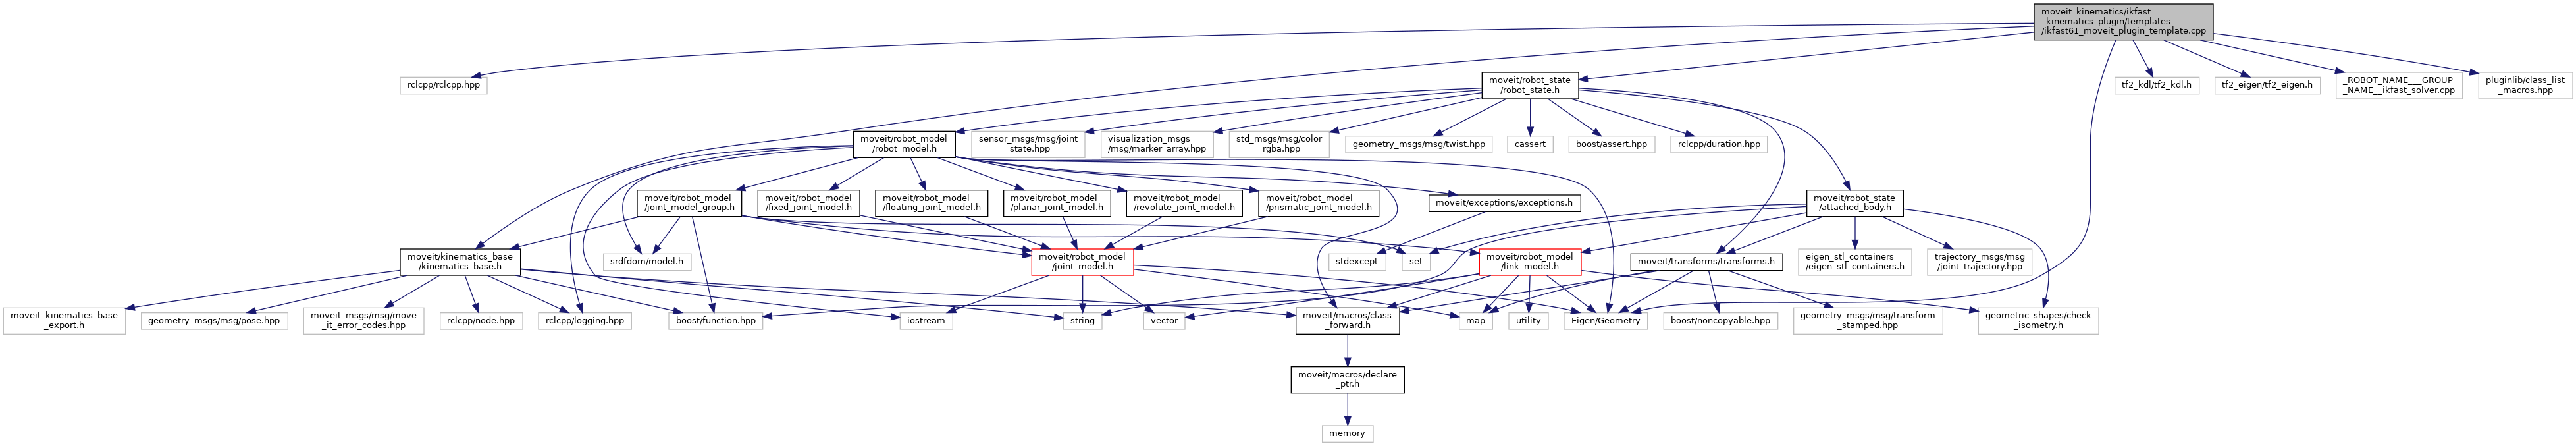 moveit_kinematics/ikfast
_kinematics_plugin/templates
/ikfast61_moveit_plugin_template.cpp
rclcpp/rclcpp.hpp
moveit/robot_state
/robot_state.h
tf2_kdl/tf2_kdl.h
tf2_eigen/tf2_eigen.h
_ROBOT_NAME___GROUP
_NAME__ikfast_solver.cpp
pluginlib/class_list
_macros.hpp
moveit/robot_model
/robot_model.h
sensor_msgs/msg/joint
_state.hpp
visualization_msgs
/msg/marker_array.hpp
std_msgs/msg/color
_rgba.hpp
geometry_msgs/msg/twist.hpp
cassert
boost/assert.hpp
rclcpp/duration.hpp
moveit/robot_model
/joint_model_group.h
moveit/robot_model
/fixed_joint_model.h
moveit/robot_model
/floating_joint_model.h
moveit/robot_model
/planar_joint_model.h
moveit/robot_model
/revolute_joint_model.h
moveit/robot_model
/prismatic_joint_model.h
moveit/exceptions/exceptions.h
moveit/robot_state
/attached_body.h
moveit/kinematics_base
/kinematics_base.h
srdfdom/model.h
moveit/robot_model
/joint_model.h
stdexcept
set
moveit/robot_model
/link_model.h
moveit/transforms/transforms.h
eigen_stl_containers
/eigen_stl_containers.h
trajectory_msgs/msg
/joint_trajectory.hpp
moveit_kinematics_base
_export.h
geometry_msgs/msg/pose.hpp
moveit_msgs/msg/move
_it_error_codes.hpp
rclcpp/node.hpp
rclcpp/logging.hpp
boost/function.hpp
iostream
string
vector
moveit/macros/class
_forward.h
map
utility
Eigen/Geometry
boost/noncopyable.hpp
geometry_msgs/msg/transform
_stamped.hpp
geometric_shapes/check
_isometry.h
moveit/macros/declare
_ptr.h
memory